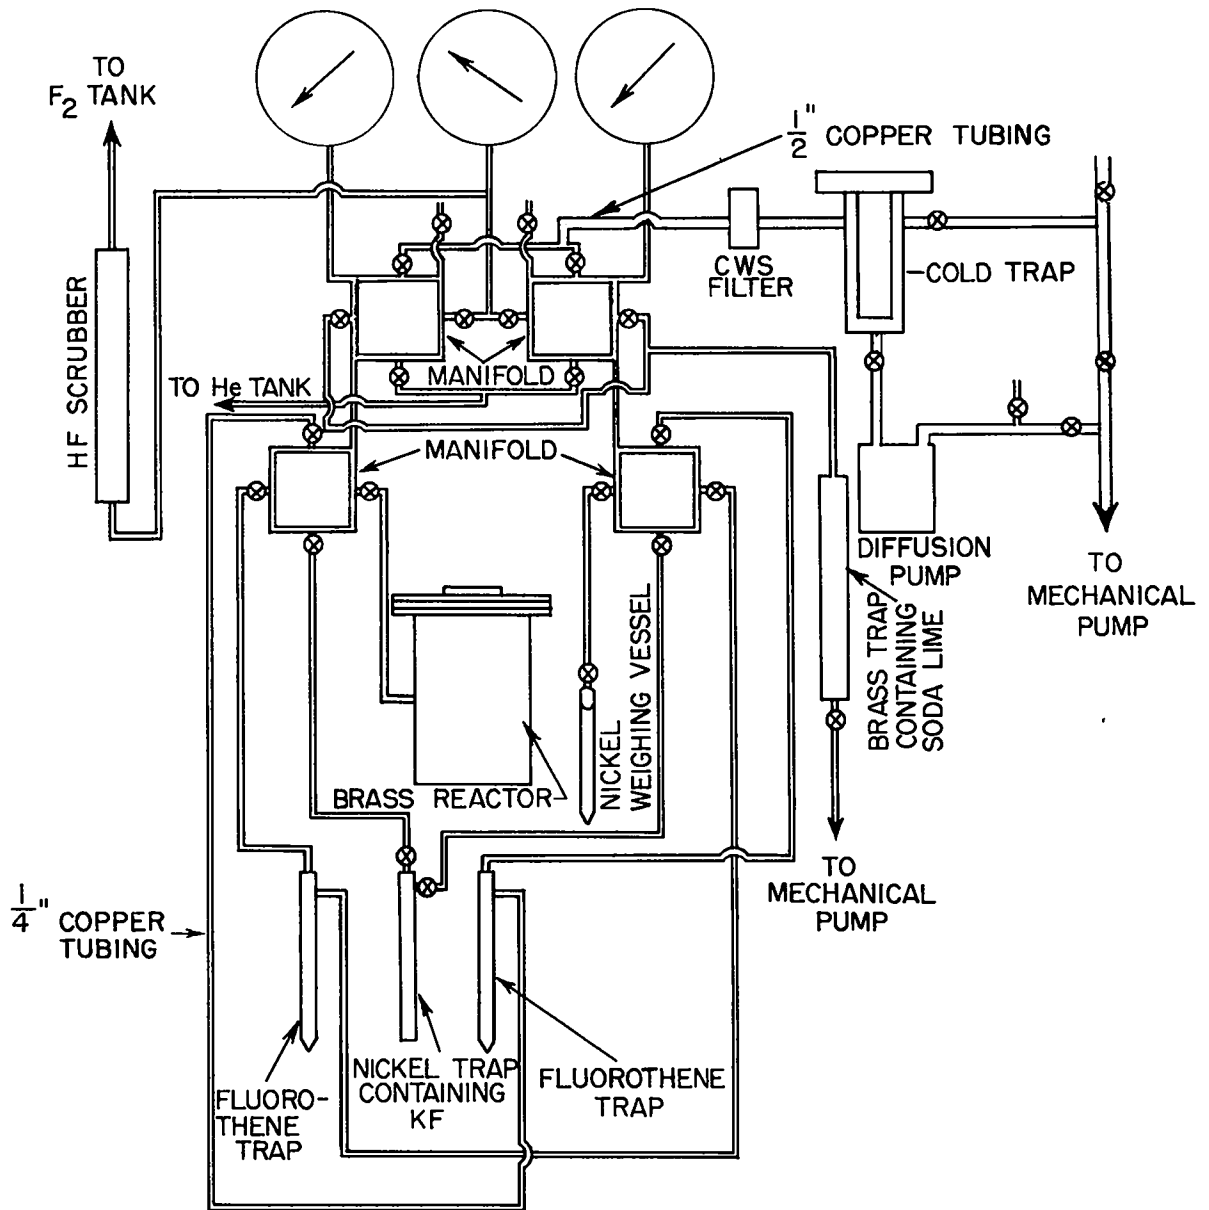 TO
F2 TANK
1/2" COPPER TUBING
HF SCRUBBER
CWS
FILTER
COLD TRAP
MANIFOLD
TO He TANK
MANIFOLD
DIFFUSION
PUMP
TO
MECHANICAL
PUMP
BRASS TRAP
CONTAINING
SODA LIME
NICKEL
WEIGHING VESSEL
BRASS REACTOR
TO
MECHANICAL
PUMP
1/4" COPPER
TUBING
FLUORO-
THENE
TRAP
NICKEL TRAP
CONTAINING
KF
FLUOROTHENE
TRAP